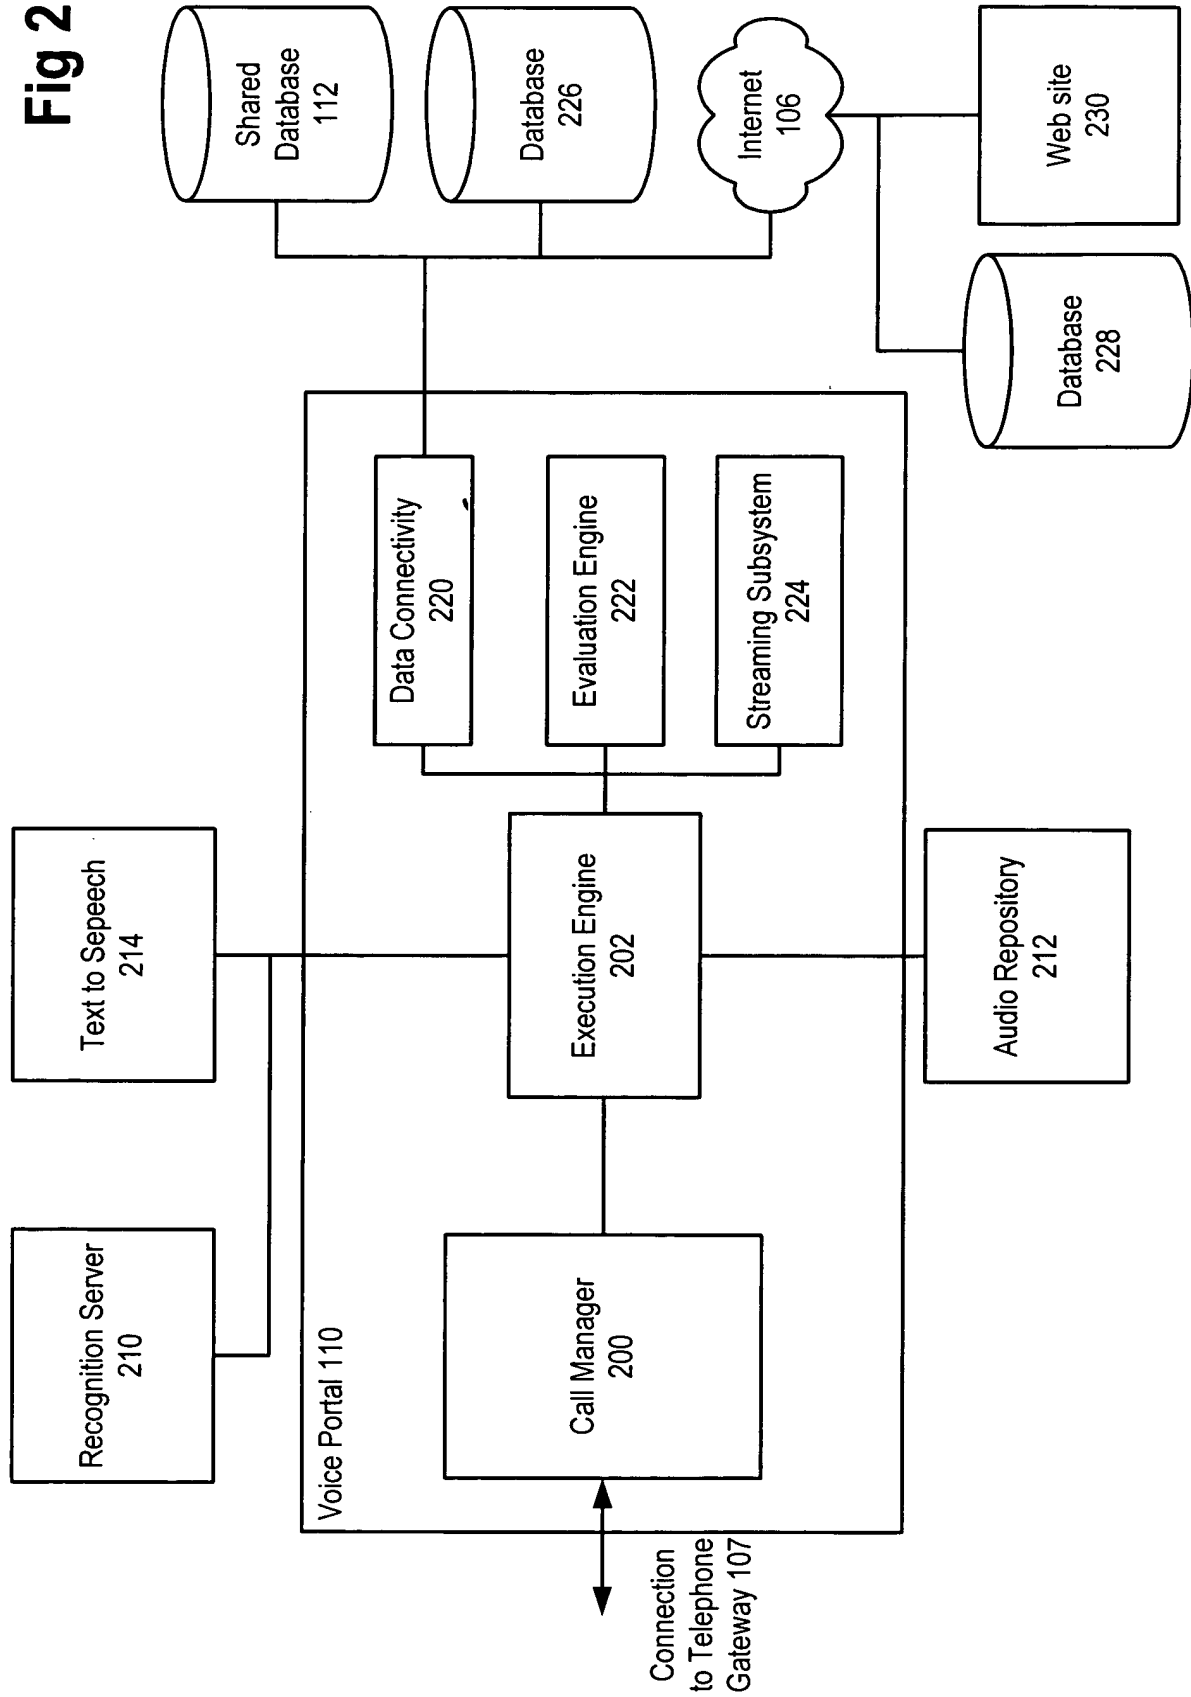 Fig 2
Recognition Server
210
Text to Sepeech
214
Shared
Database
112
Database
226
Internet
106
Web site
230
Database
228
Voice Portal 110
Data Connectivity
220
Evaluation Engine
222
Streaming Subsystem
224
Execution Engine
202
Call Manager
200
Connection
to Telephone
Gateway 107
Audio Repository
212